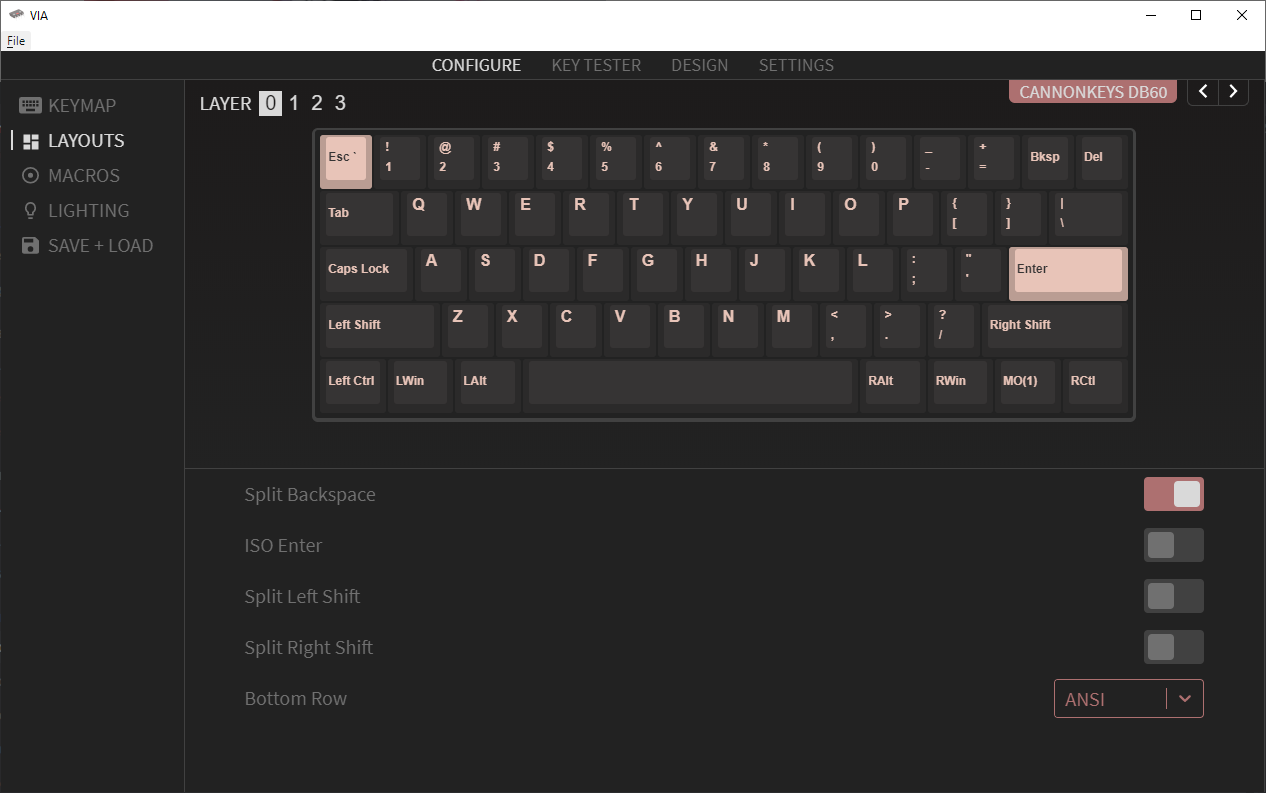 VIA
File
CONFIGURE KEY TESTER DESIGN SETTINGS
CANNONKEYS DB60
KEYMAP
LAYOUTS
MACROS
LIGHTING
SAVE + LOAD
LAYER 0 1 2 3
Esc ` ! @ # $ % ^ & * ( ) _ + Bksp Del
1 2 3 4 5 6 7 8 9 0 - =
Tab Q W E R T Y U I O P { } |
[ ] \
Caps Lock A S D F G H J K L : " Enter
; '
Left Shift Z X C V B N M < > ? Right Shift
, . /
Left Ctrl LWin LAlt RAlt RWin MO(1) RCtl
Split Backspace
ISO Enter
Split Left Shift
Split Right Shift
Bottom Row ANSI